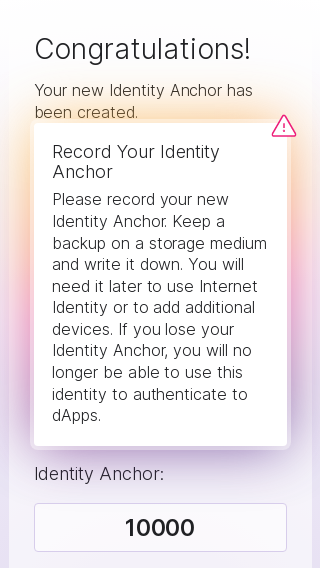 Congratulations!
Your new Identity Anchor has
been created.
Record Your Identity
Anchor
Please record your new
Identity Anchor. Keep a
backup on a storage medium
and write it down. You will
need it later to use Internet
Identity or to add additional
devices. If you lose your
Identity Anchor, you will no
longer be able to use this
identity to authenticate to
dApps.
Identity Anchor:
10000